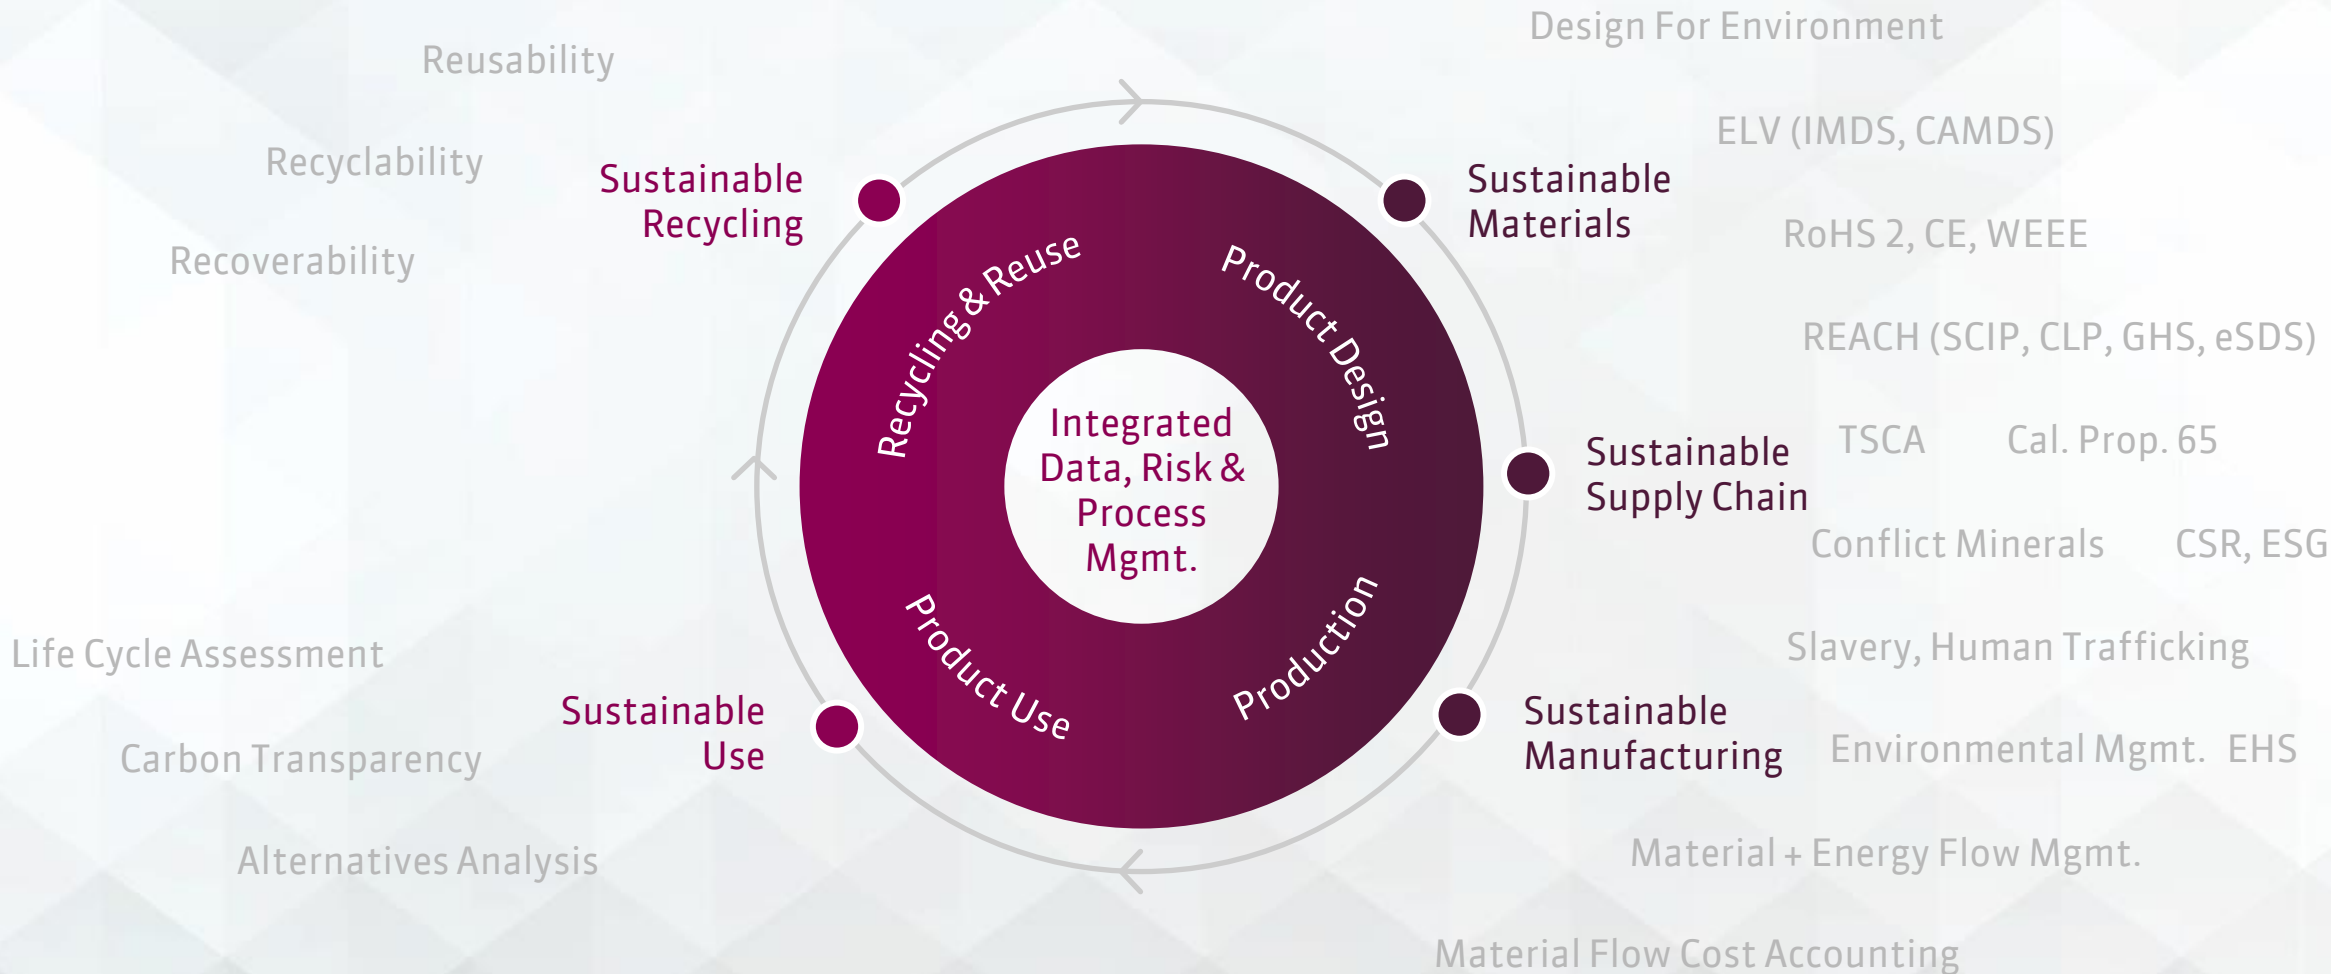 Design For Environment
Reusability
ELV (IMDS, CAMDS)
Recyclability
Sustainable
Recycling
Sustainable
Materials
RoHS 2, CE, WEEE
Recoverability
Recycling & Reuse
Product Design
REACH (SCIP, CLP, GHS, eSDS)
Integrated
Data, Risk &
Process
Mgmt.
Sustainable
Supply Chain
TSCA
Cal. Prop. 65
Conflict Minerals
CSR, ESG
Product Use
Production
Life Cycle Assessment
Slavery, Human Trafficking
Sustainable
Use
Sustainable
Manufacturing
Carbon Transparency
Environmental Mgmt.
EHS
Alternatives Analysis
Material + Energy Flow Mgmt.
Material Flow Cost Accounting